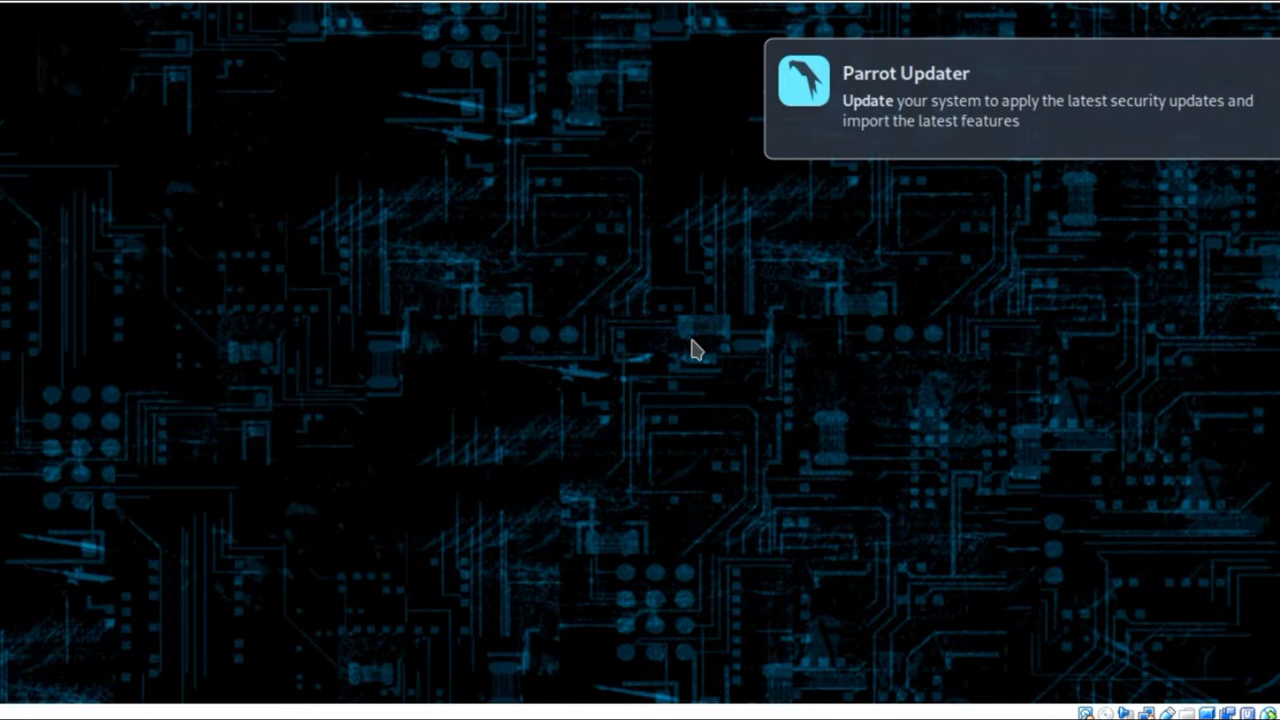 Parrot Updater
Update your system to apply the latest security updates and
import the latest features